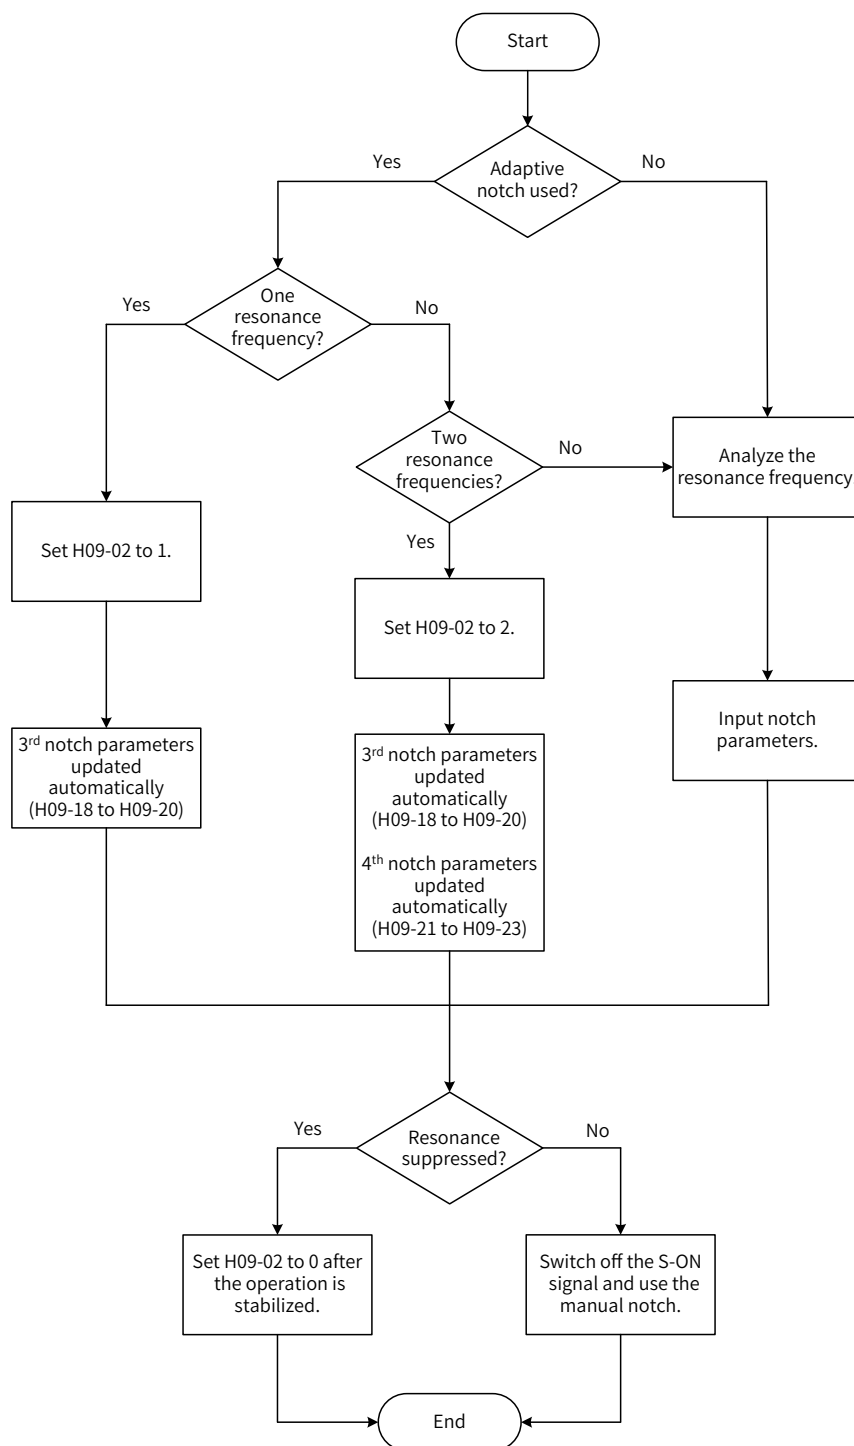 Start
Yes
Adaptive
notch used?
No
Yes
One
resonance
frequency?
No
Two
resonance
frequencies?
No
Analyze the
resonance frequency
Yes
Set H09-02 to 1.
Set H09-02 to 2.
Input notch
parameters.
3rd notch parameters
updated
automatically
(H09-18 to H09-20)
3rd notch parameters
updated
automatically
(H09-18 to H09-20)
4th notch parameters
updated
automatically
(H09-21 to H09-23)
Yes
Resonance
suppressed?
No
Set H09-02 to 0 after
the operation is
stabilized.
Switch off the S-ON
signal and use the
manual notch.
End